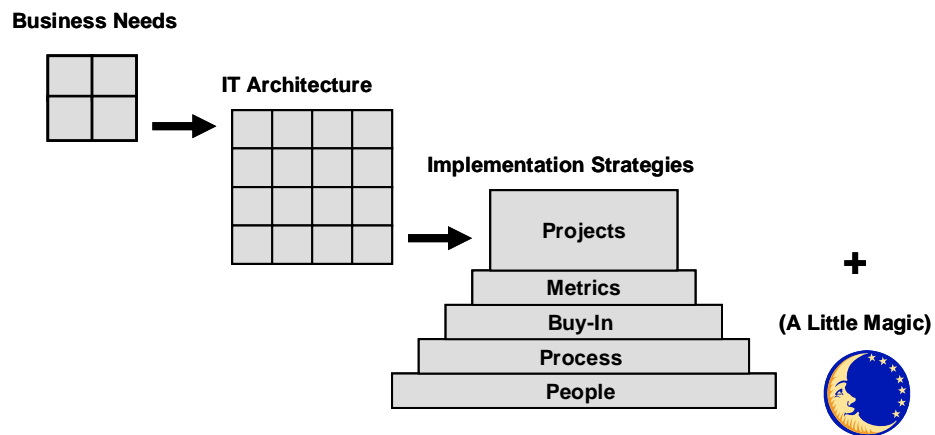 Business Needs
IT Architecture
Implementation Strategies
Projects
Metrics
Buy-In
Process
People
+
(A Little Magic)